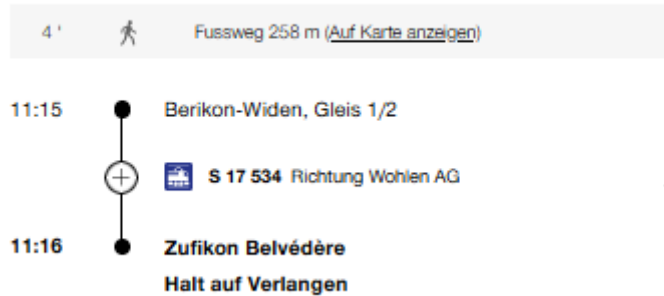 4 ' Fussweg 258 m (Auf Karte anzeigen)
11:15 Berikon-Widen, Gleis 1/2
S 17 534 Richtung Wohlen AG
11:16 Zufikon Belvédère
Halt auf Verlangen